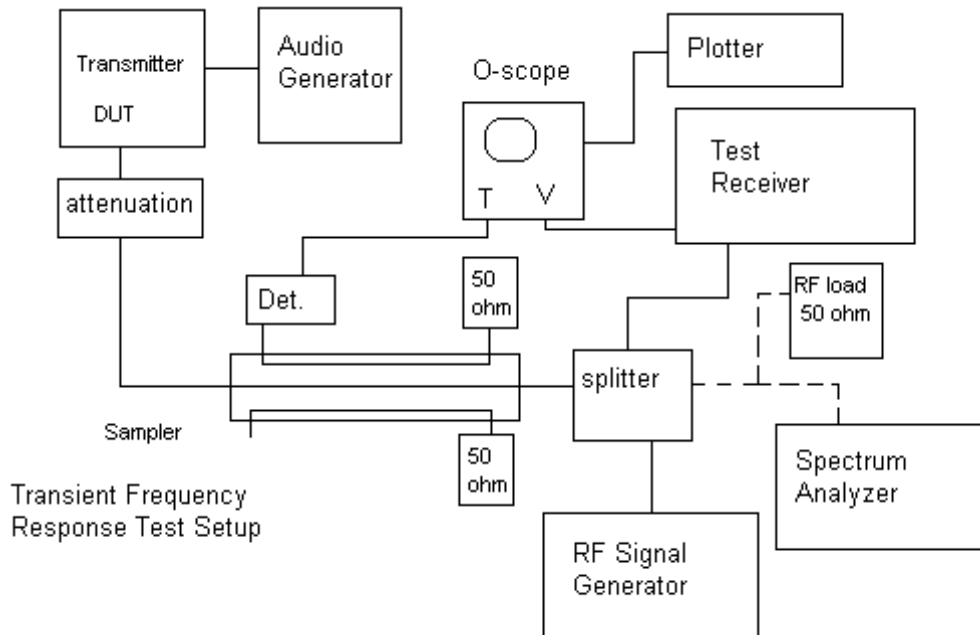 Transmitter
DUT
Audio
Generator
O-scope
Plotter
T V
Test
Receiver
attenuation
Det.
50
ohm
RF load
50 ohm
splitter
Sampler
50
ohm
Spectrum
Analyzer
Transient Frequency
Response Test Setup
RF Signal
Generator